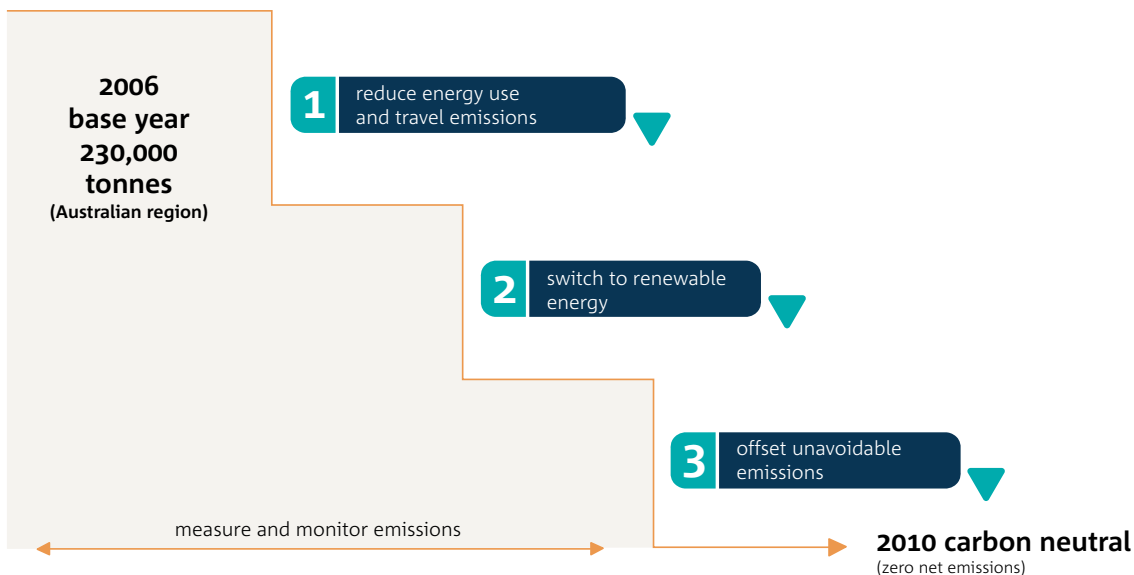 2006
base year
230,000
tonnes
(Australian region)
1
reduce energy use
and travel emissions
2
switch to renewable
energy
3
offset unavoidable
emissions
measure and monitor emissions
2010 carbon neutral
(zero net emissions)